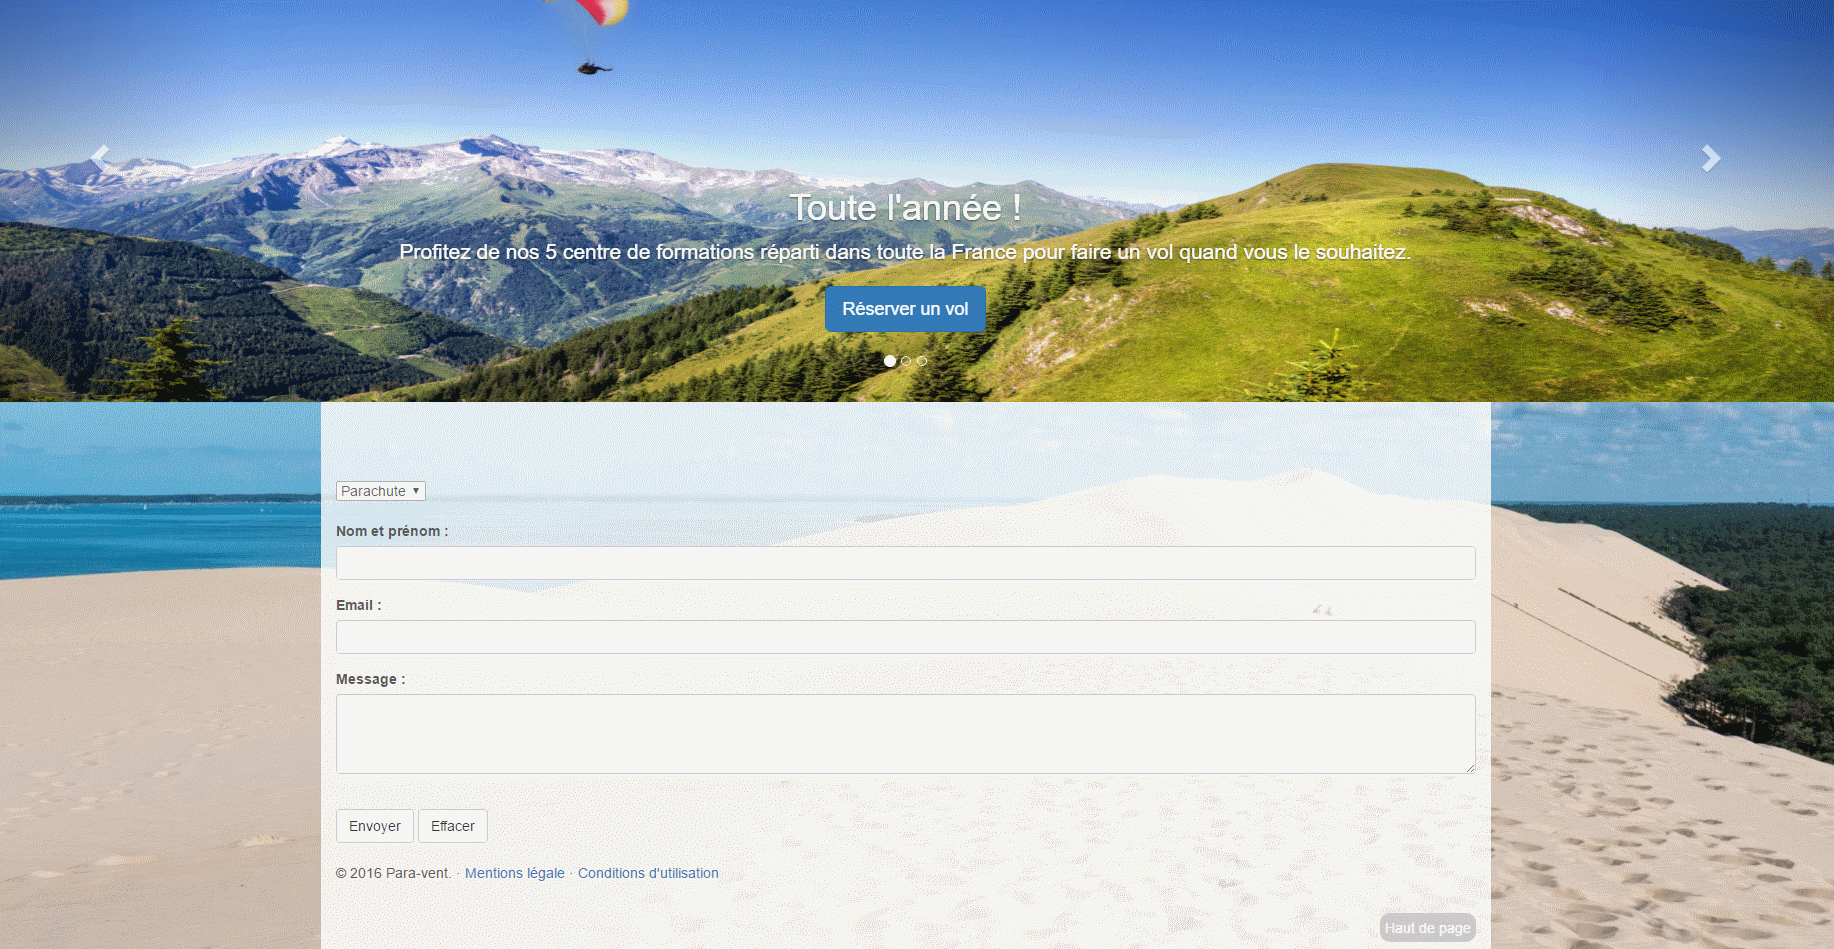 Toute l'année !
Profitez de nos 5 centre de formations réparti dans toute la France pour faire un vol quand vous le souhaitez.
Réserver un vol
Parachute
Nom et prénom :
Email :
Message :
Envoyer Effacer
© 2016 Para-vent. · Mentions légale · Conditions d'utilisation
Haut de page